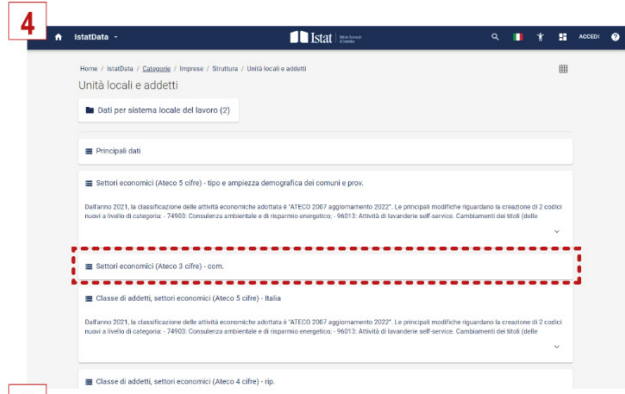 4
IstatData
Istat
ACCEDI
Home / IstatData / Categorie / Imprese / Struttura / Unità locali e addetti
Unità locali e addetti
Dati per sistema locale del lavoro (2)
Principali dati
Settori economici (Ateco 5 cifre) - tipo e ampiezza demografica dei comuni e prov.
Dall'anno 2021, la classificazione delle attività economiche adottata è "ATECO 2007 aggiornamento 2022". Le principali modifiche riguardano la creazione di 2 codici
nuovi a livello di categoria: - 74903: Consulenza ambientale e di risparmio energetico; - 96013: Attività di lavanderie self-service. Cambiamenti dei titoli (delle
Settori economici (Ateco 3 cifre) - com.
Classe di addetti, settori economici (Ateco 5 cifre) - Italia
Dall'anno 2021, la classificazione delle attività economiche adottata è "ATECO 2007 aggiornamento 2022". Le principali modifiche riguardano la creazione di 2 codici
nuovi a livello di categoria: - 74903: Consulenza ambientale e di risparmio energetico; - 96013: Attività di lavanderie self-service. Cambiamenti dei titoli (delle
Classe di addetti, settori economici (Ateco 4 cifre) - rip.